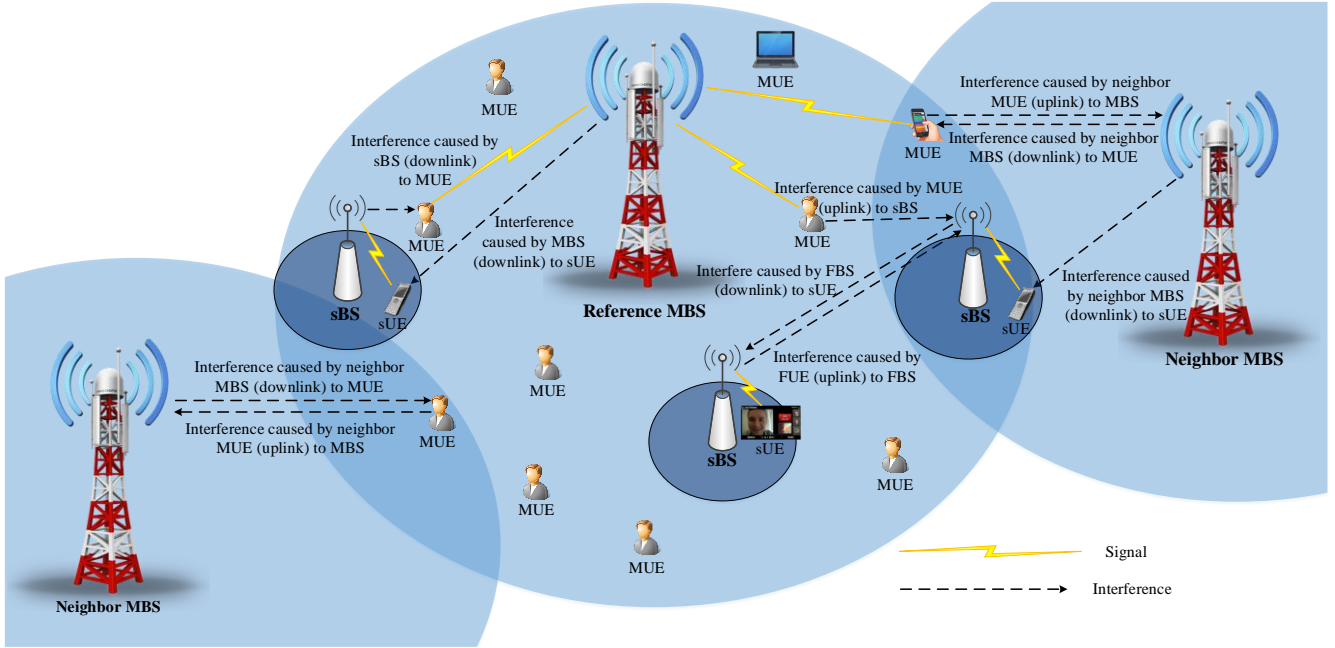 MUE
MUE
Interference caused by
sBS (downlink)
to MUE
MUE
Interference
caused by MBS
(downlink) to sUE
sBS
sUE
Reference MBS
Interference caused by neighbor
MUE (uplink) to MBS
MUE
Interference caused by neighbor
MBS (downlink) to MUE
Interference caused by MUE
(uplink) to sBS
MUE
Interfere caused by FBS
(downlink) to sUE
sBS
sUE
Interference caused
by neighbor MBS
(downlink) to sUE
Neighbor MBS
Interference caused by
FUE (uplink) to FBS
sBS
sUE
Interference caused by neighbor
MBS (downlink) to MUE
Interference caused by neighbor
MUE (uplink) to MBS
MUE
MUE
MUE
MUE
MUE
Neighbor MBS
Signal
Interference